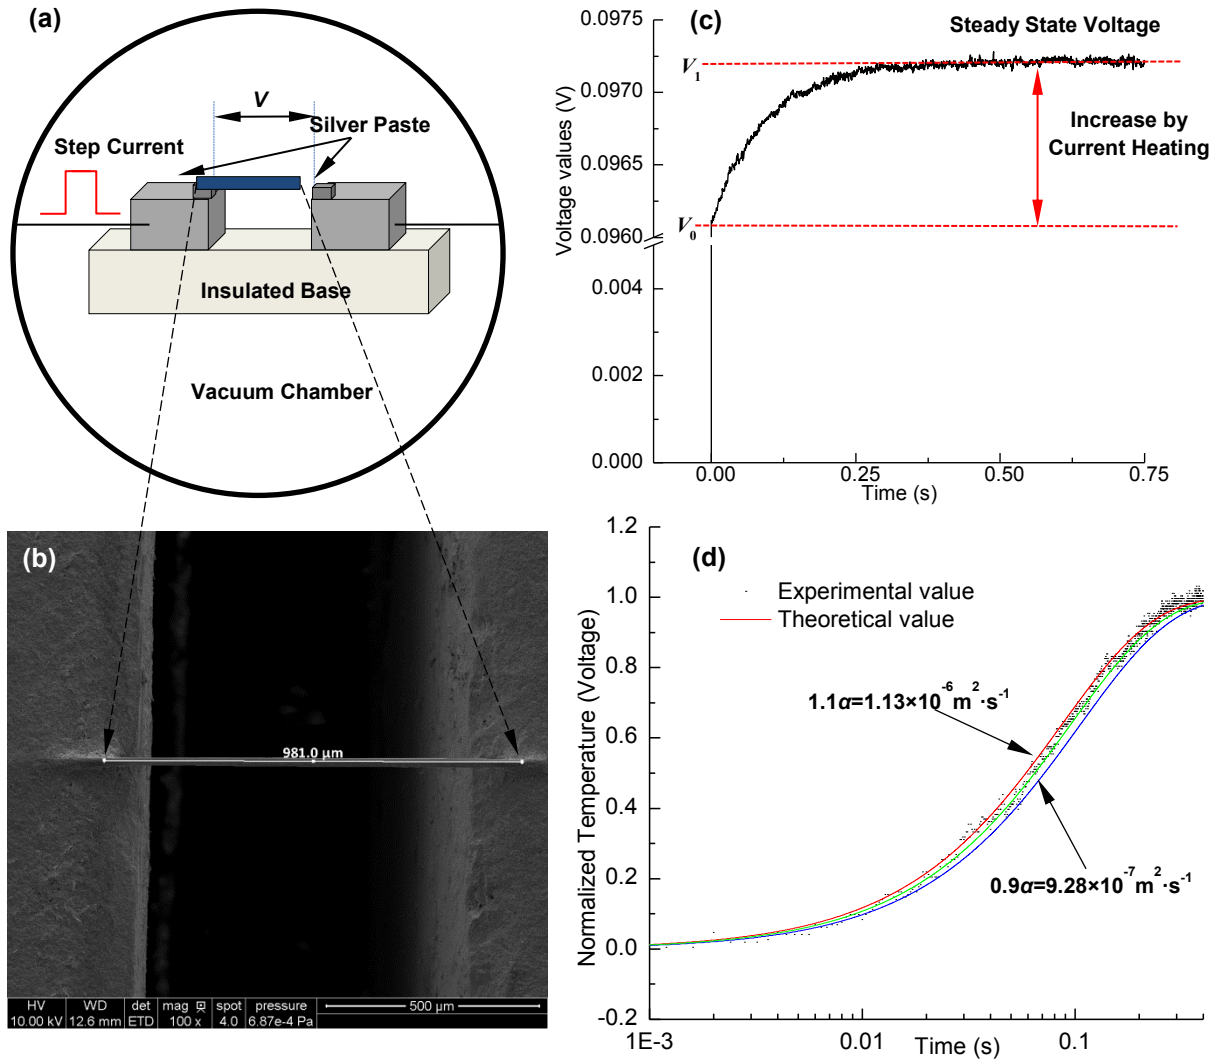 (a)
V
Silver Paste
Step Current
Insulated Base
Vacuum Chamber
(b)
981.0 µm
HV
WD
det
mag
spot
pressure
500 µm
10.00 kV
12.6 mm
ETD
100 x
4.0
6.87e-4 Pa
(c)
Steady State Voltage
V1
V0
Increase by
Current Heating
Voltage values (V)
0.0975
0.0970
0.0965
0.0960
0.004
0.002
0.000
0.00
0.25
0.50
0.75
Time (s)
(d)
Experimental value
Theoretical value
1.1α=1.13×10⁻⁶m²·s⁻¹
0.9α=9.28×10⁻⁷m²·s⁻¹
Normalized Temperature (Voltage)
1.2
1.0
0.8
0.6
0.4
0.2
0.0
-0.2
1E-3
0.01
0.1
Time (s)